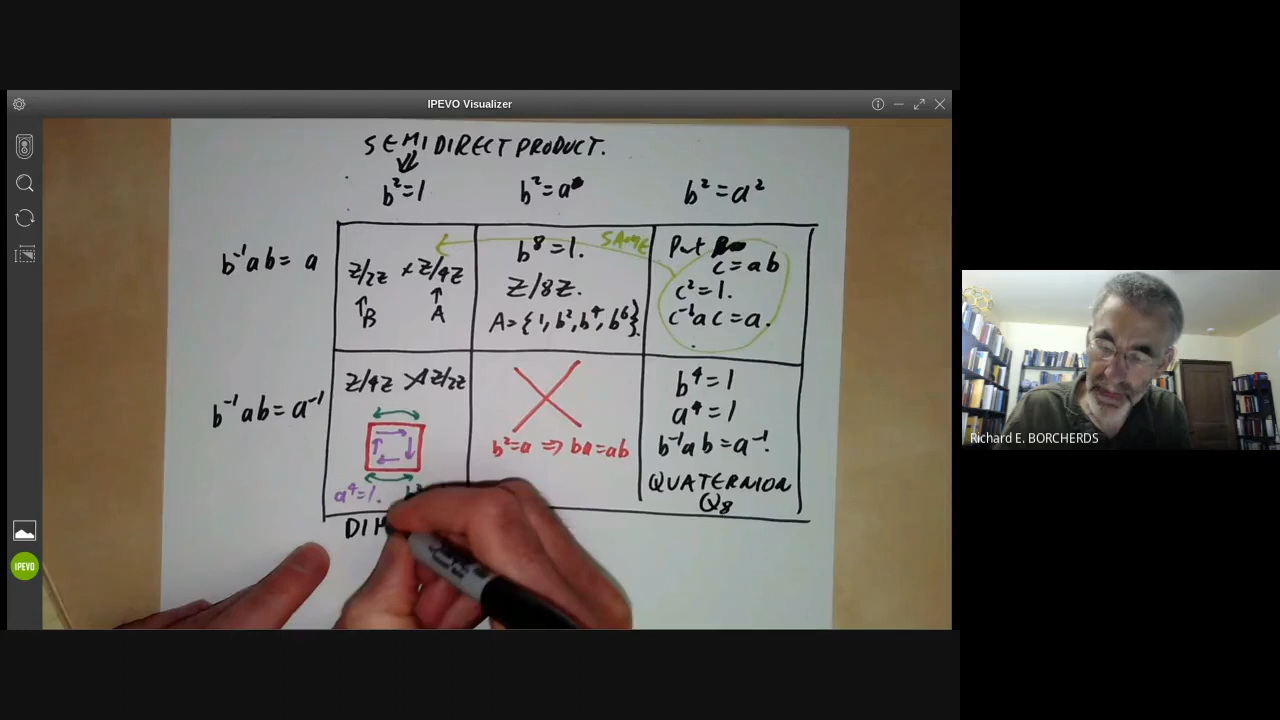 IPEVO Visualizer
SEMIDIRECT PRODUCT.
⇓
b²=1
b²=a
b²=a²
b⁻¹ab = a
Z/2Z × Z/4Z
↑B ↑A
b⁸=1.
Z/8Z.
A={1,b²,b⁴,b⁶}.
SAME
Put
c=ab
c²=1.
c⁻¹ac=a.
b⁻¹ab=a⁻¹
Z/4Z ⋊ Z/2Z
a⁴=1.
b²=a ⇒ ba=ab
b⁴=1
a⁴=1
b⁻¹ab=a⁻¹.
QUATERNION
Q₈
DIH
IPEVO
Richard E. BORCHERDS